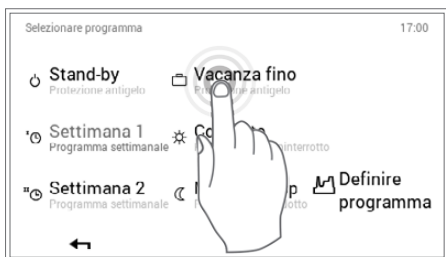 Selezionare programma 17:00
Stand-by
Protezione antigelo
Vacanza fino
antigelo
Settimana 1
Programma settimanale
Settimana 2
Programma settimanale
Definire
programma